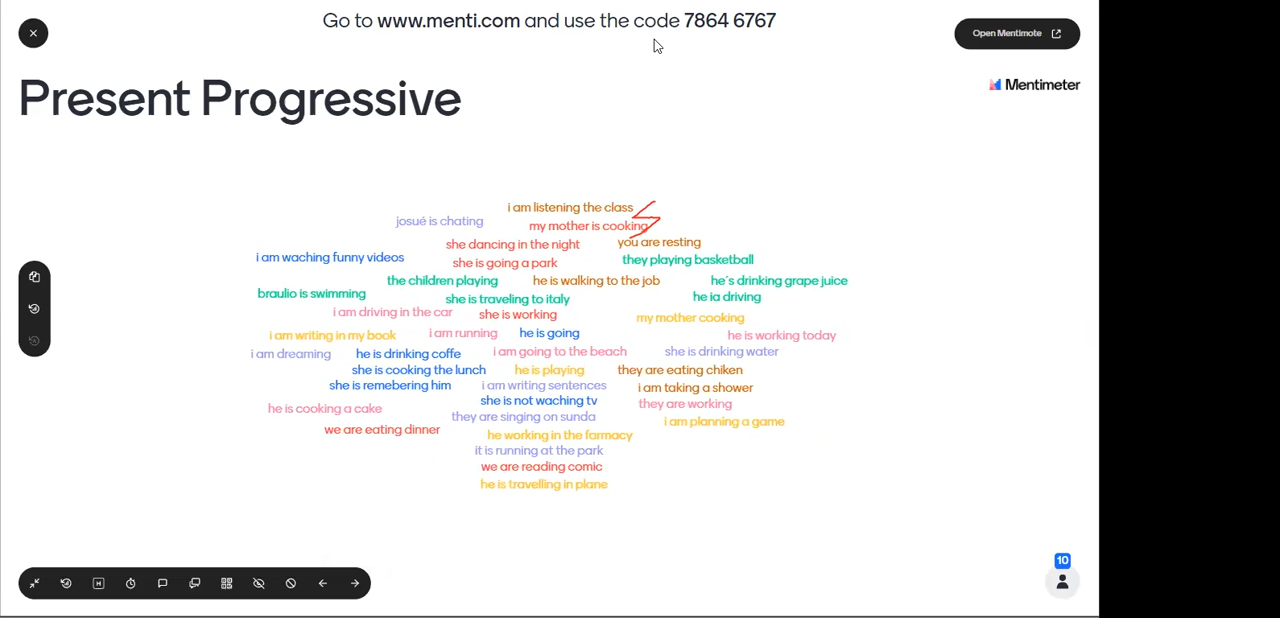 Go to www.menti.com and use the code 7864 6767
Open Mentimote
Present Progressive
Mentimeter
i am listening the class
josué is chating
my mother is cooking
she dancing in the night
you are resting
i am waching funny videos
she is going a park
they playing basketball
the children playing
he is walking to the job
he´s drinking grape juice
braulio is swimming
she is traveling to italy
he ia driving
i am driving in the car
she is working
my mother cooking
i am writing in my book
i am running
he is going
he is working today
i am dreaming
he is drinking coffe
i am going to the beach
she is drinking water
she is cooking the lunch
he is playing
they are eating chiken
she is remebering him
i am writing sentences
i am taking a shower
she is not waching tv
he is cooking a cake
they are working
they are singing on sunda
i am planning a game
we are eating dinner
he working in the farmacy
it is running at the park
we are reading comic
he is travelling in plane
H
10